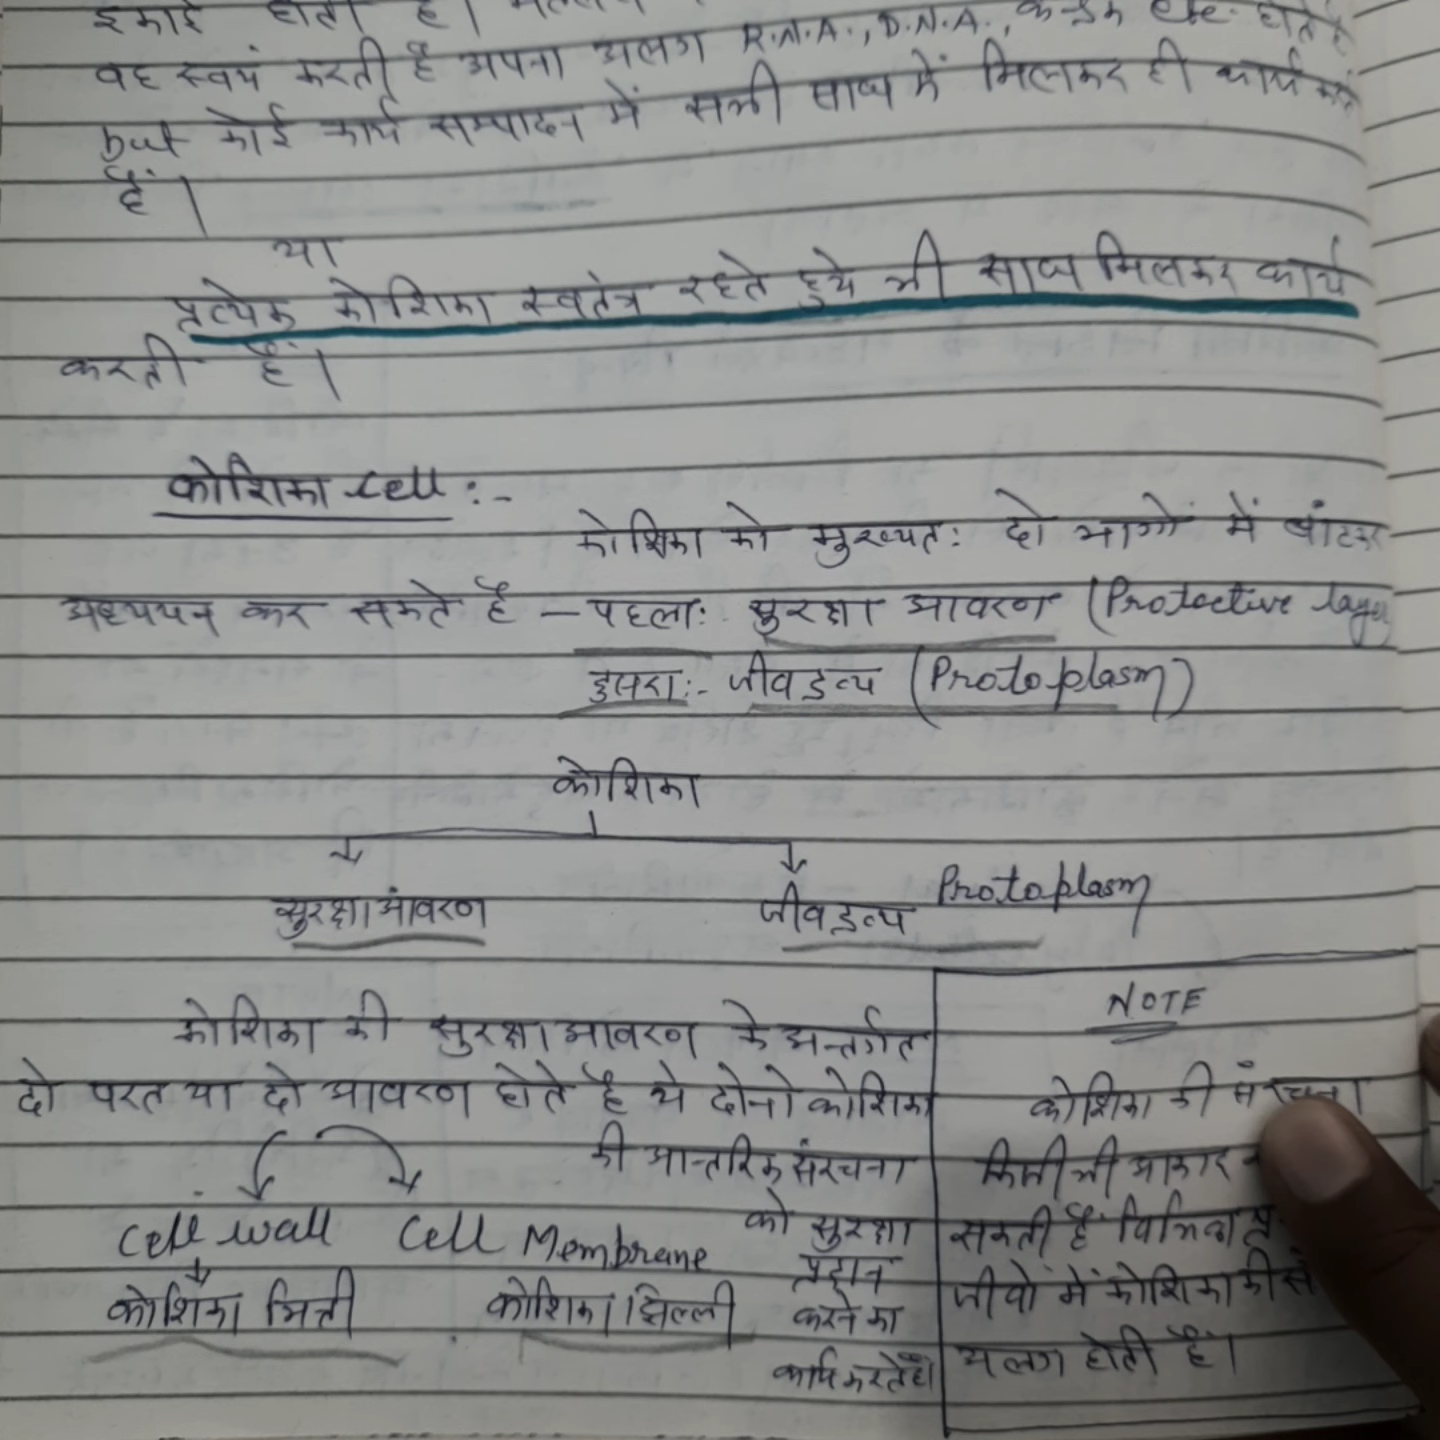 इकाई होती है।
वह स्वयं करती है अपना अलग R.N.A., D.N.A., केन्द्रक etc. होते है
but कोई कार्य सम्पादन में सभी साथ में मिलकर ही कार्य करते
हैं।
या
प्रत्येक कोशिका स्वतंत्र रहते हुये भी साथ मिलकर कार्य
करती हैं।
कोशिका cell :-
कोशिका को मुख्यत: दो भागों में बांटकर
अध्ययन कर सकते है – पहला: सुरक्षा आवरण (Protective layer
दुसरा:- जीवद्रव्य (Protoplasm)
कोशिका
सुरक्षा आवरण जीवद्रव्य Protoplasm
कोशिका की सुरक्षा आवरण के अन्तर्गत
दो परत या दो आवरण होते है ये दोनो कोशिका
की आन्तरिक संरचना
को सुरक्षा
प्रदान
करने का
कार्य करते है।
Cell wall Cell Membrane
कोशिका भित्ती कोशिका झिल्ली
NOTE
कोशिका की संरचना
किसी भी आकार
सकती हैं विभिन्न
जीवों में कोशिका की
अलग होती है।